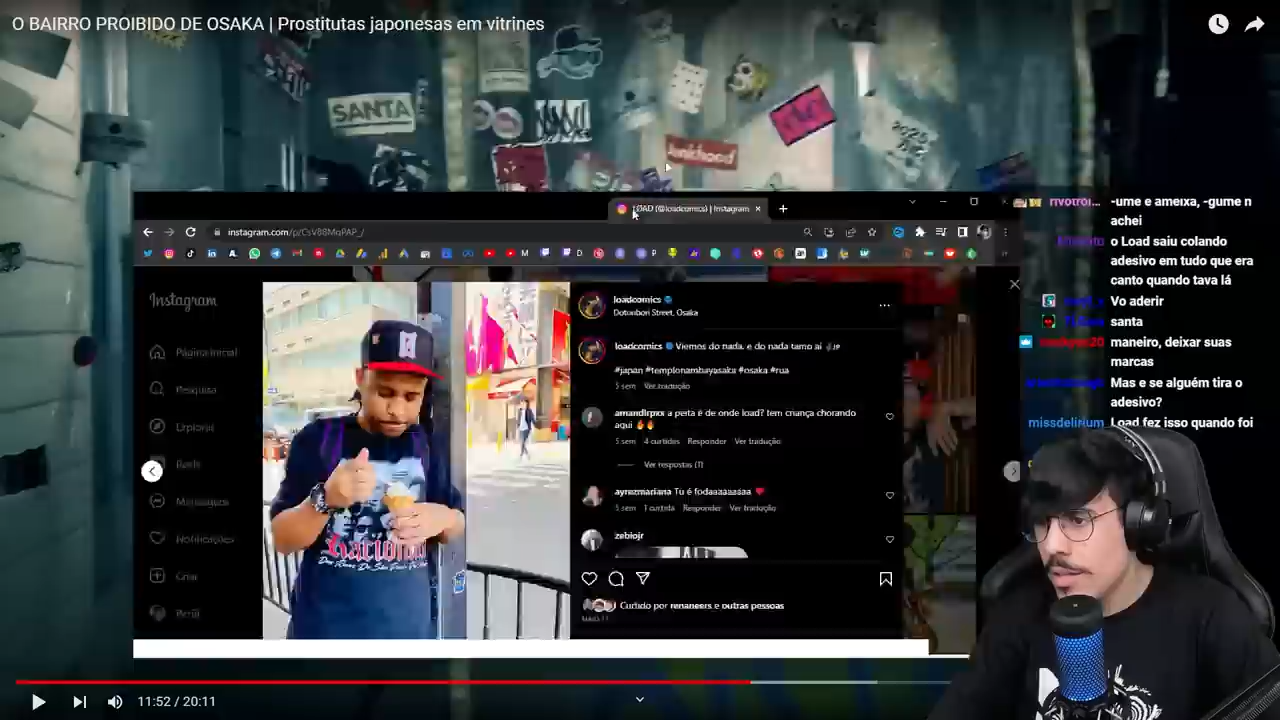 O BAIRRO PROIBIDO DE OSAKA | Prostitutas japonesas em vitrines
SANTA
junkfood
LØAD (@loadcomics) | Instagram
instagram.com/p/CsV88MqPAP_/
Instagram
Página inicial
Pesquisa
Explorar
Reels
Mensagens
Notificações
Criar
Perfil
loadcomics
Dotonbori Street, Osaka
loadcomics Viemos do nada, e do nada tamo aí
#japan #templonambayasaka #osaka #rua
5 sem Ver tradução
a peita é de onde load? tem criança chorando
aqui
5 sem 4 curtidas Responder Ver tradução
Ver respostas (1)
ayrezmariana Tu é fodaaaaaaaaa
5 sem 1 curtida Responder Ver tradução
zebiojr
Curtido por renaneers e outras pessoas
MAIO 17
Racionais
-ume e ameixa, -gume n
achei
o Load saiu colando
adesivo em tudo que era
canto quando tava lá
Vo aderir
santa
maneiro, deixar suas
marcas
Mas e se alguém tira o
adesivo?
missdelirium Load fez isso quando foi
11:52 / 20:11